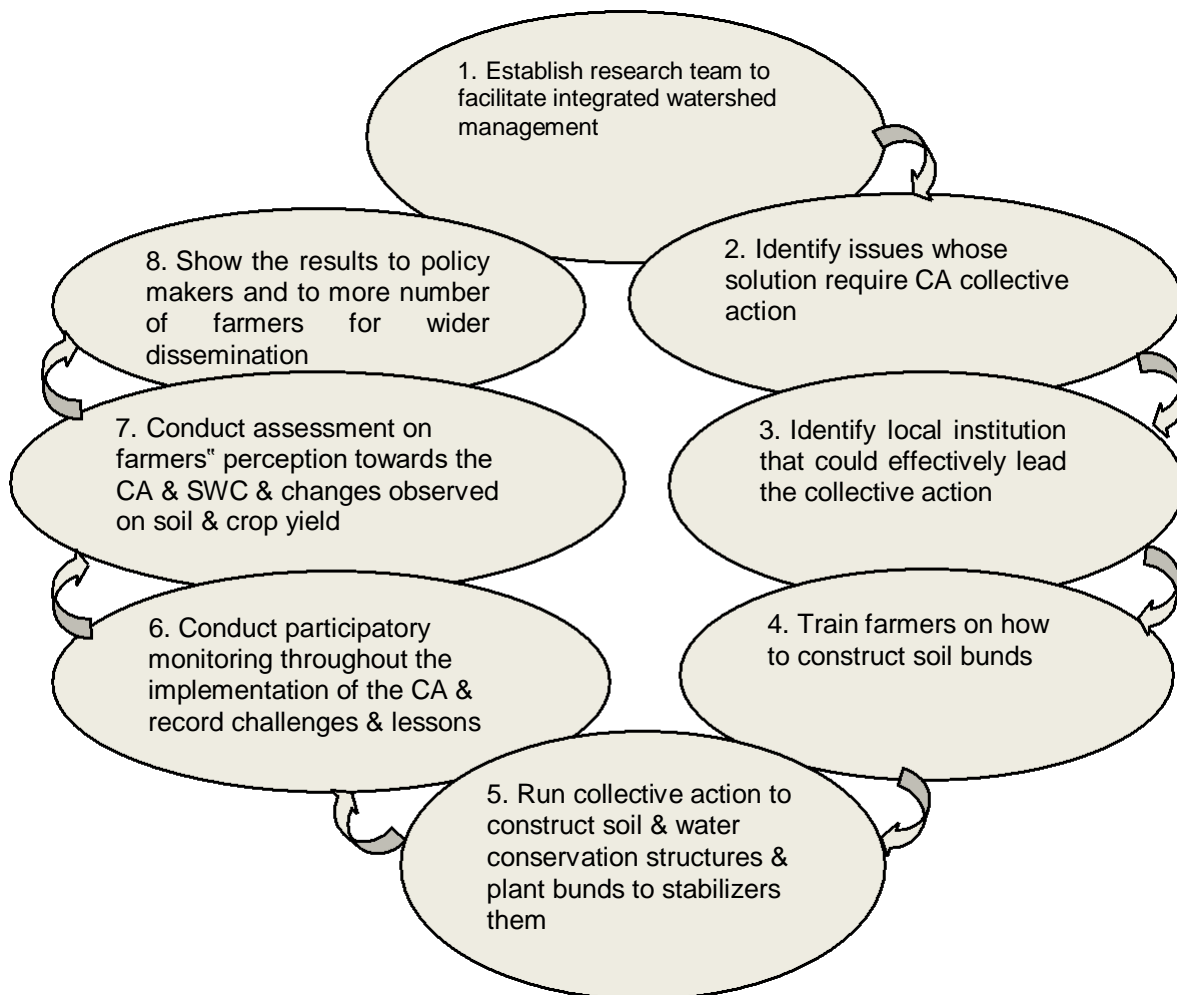 1. Establish research team to
facilitate integrated watershed
management
2. Identify issues whose
solution require CA collective
action
3. Identify local institution
that could effectively lead
the collective action
4. Train farmers on how
to construct soil bunds
5. Run collective action to
construct soil & water
conservation structures &
plant bunds to stabilizers
them
6. Conduct participatory
monitoring throughout the
implementation of the CA &
record challenges & lessons
7. Conduct assessment on
farmers‟ perception towards the
CA & SWC & changes observed
on soil & crop yield
8. Show the results to policy
makers and to more number
of farmers for wider
dissemination